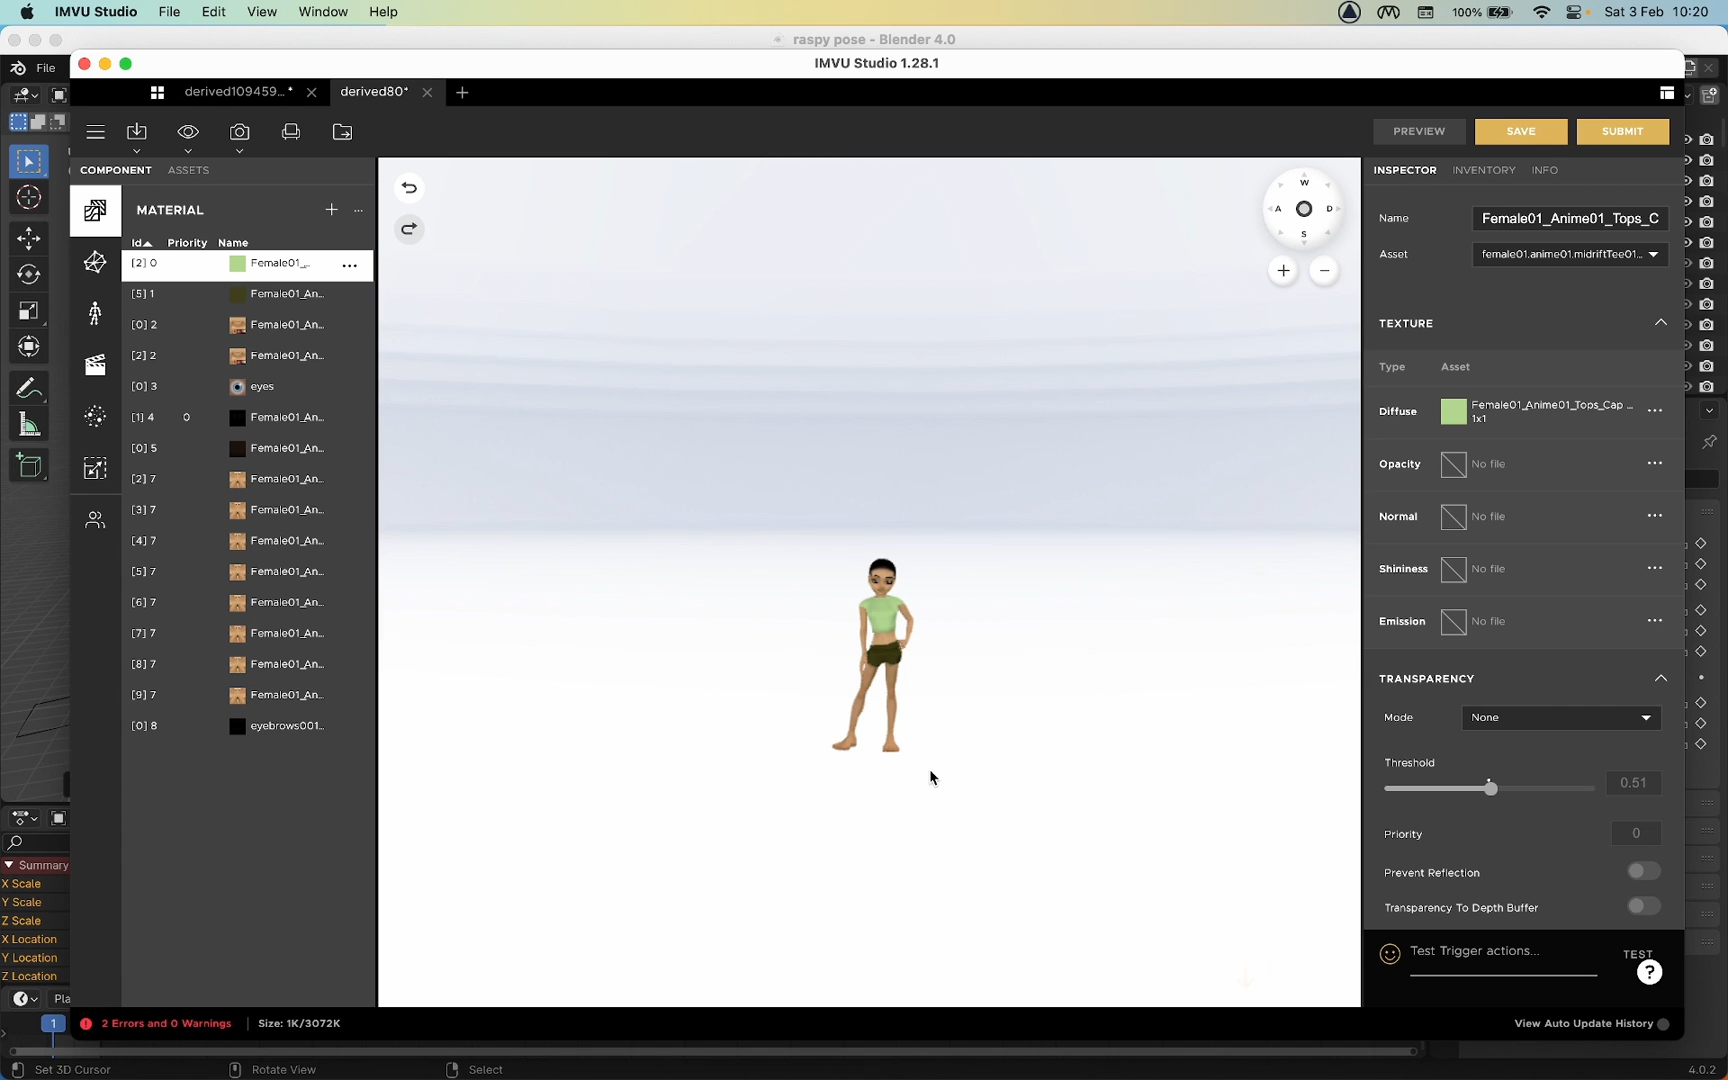 IMVU Studio File Edit View Window Help 100% Sat 3 Feb 10:20
raspy pose - Blender 4.0
File
IMVU Studio 1.28.1
derived109459... *
derived80*
PREVIEW
SAVE
SUBMIT
COMPONENT ASSETS
MATERIAL
Id Priority Name
[2] 0 Female01_...
[5] 1 Female01_An...
[0] 2 Female01_An...
[2] 2 Female01_An...
[0] 3 eyes
[1] 4 0 Female01_An...
[0] 5 Female01_An...
[2] 7 Female01_An...
[3] 7 Female01_An...
[4] 7 Female01_An...
[5] 7 Female01_An...
[6] 7 Female01_An...
[7] 7 Female01_An...
[8] 7 Female01_An...
[9] 7 Female01_An...
[0] 8 eyebrows001...
W
A D
S
INSPECTOR INVENTORY INFO
Name Female01_Anime01_Tops_C
Asset female01.anime01.midriftTee01...
TEXTURE
Type Asset
Diffuse Female01_Anime01_Tops_Cap ...
1x1
Opacity No file
Normal No file
Shininess No file
Emission No file
TRANSPARENCY
Mode None
Threshold
0.51
Priority 0
Prevent Reflection
Transparency To Depth Buffer
Test Trigger actions... TEST
?
Summary
X Scale
Y Scale
Z Scale
X Location
Y Location
Z Location
Pla
1
2 Errors and 0 Warnings Size: 1K/3072K View Auto Update History
Set 3D Cursor Rotate View Select 4.0.2